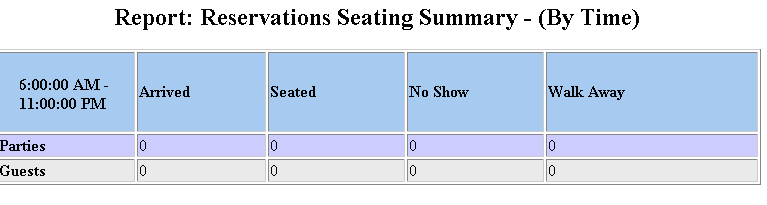 Report: Reservations Seating Summary - (By Time)
6:00:00 AM -
11:00:00 PM
Arrived
Seated
No Show
Walk Away
Parties 0 0 0 0
Guests 0 0 0 0